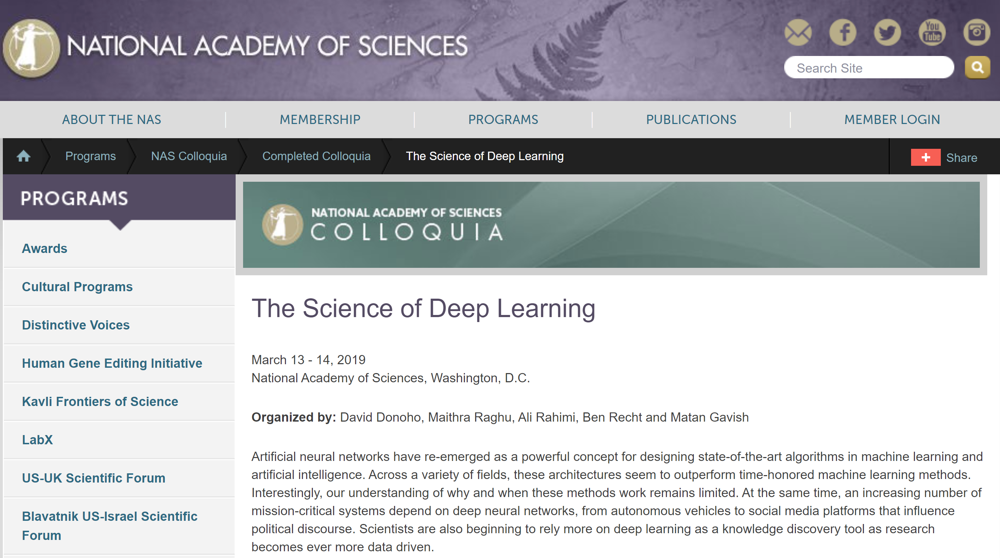 NATIONAL ACADEMY OF SCIENCES
You
Tube
Search Site
ABOUT THE NAS
MEMBERSHIP
PROGRAMS
PUBLICATIONS
MEMBER LOGIN
Programs
NAS Colloquia
Completed Colloquia
The Science of Deep Learning
Share
PROGRAMS
Awards
Cultural Programs
Distinctive Voices
Human Gene Editing Initiative
Kavli Frontiers of Science
LabX
US-UK Scientific Forum
Blavatnik US-Israel Scientific
Forum
NATIONAL ACADEMY OF SCIENCES
COLLOQUIA
The Science of Deep Learning
March 13 - 14, 2019
National Academy of Sciences, Washington, D.C.
Organized by: David Donoho, Maithra Raghu, Ali Rahimi, Ben Recht and Matan Gavish
Artificial neural networks have re-emerged as a powerful concept for designing state-of-the-art algorithms in machine learning and
artificial intelligence. Across a variety of fields, these architectures seem to outperform time-honored machine learning methods.
Interestingly, our understanding of why and when these methods work remains limited. At the same time, an increasing number of
mission-critical systems depend on deep neural networks, from autonomous vehicles to social media platforms that influence
political discourse. Scientists are also beginning to rely more on deep learning as a knowledge discovery tool as research
becomes ever more data driven.